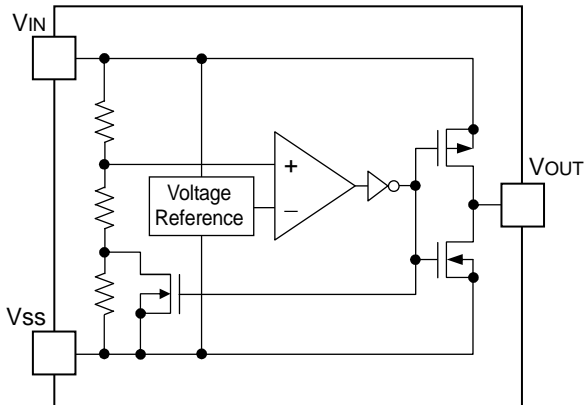 VIN
+
Voltage
Reference
−
VOUT
VSS